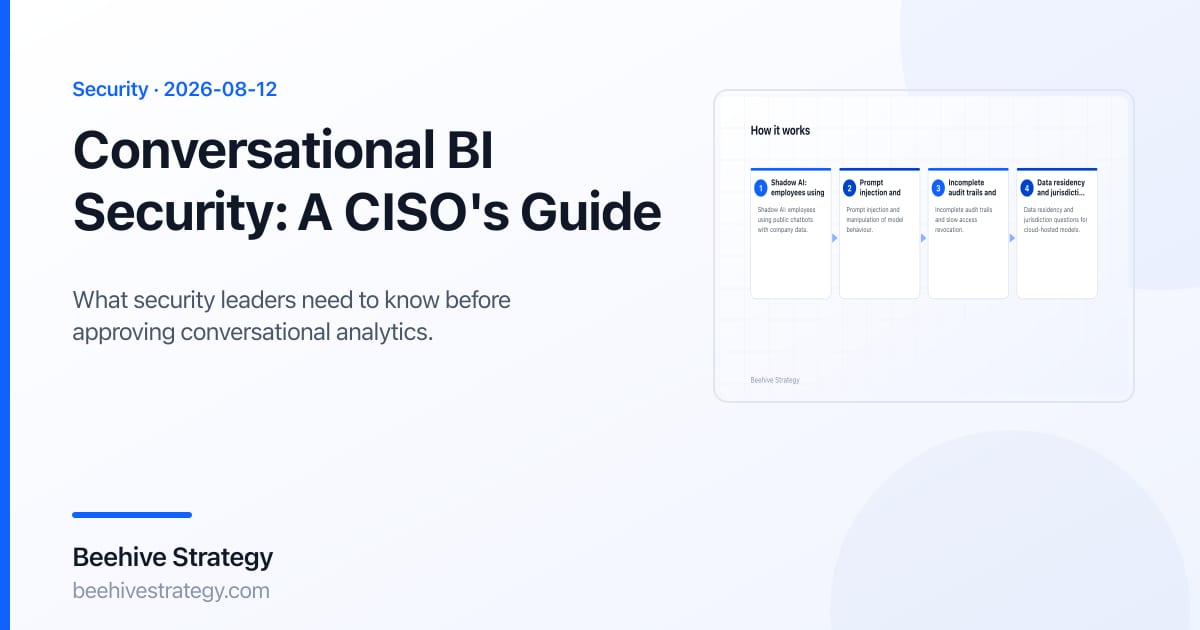 Security · 2026-08-12
Conversational BI
Security: A CISO's Guide
What security leaders need to know before
approving conversational analytics.
Beehive Strategy
beehivestrategy.com
How it works
1
Shadow AI:
employees using
Shadow AI: employees
using public chatbots
with company data.
2
Prompt
injection and
Prompt injection and
manipulation of model
behaviour.
3
Incomplete
audit trails and
Incomplete audit trails
and slow access
revocation.
4
Data residency
and jurisdicti...
Data residency and
jurisdiction questions for
cloud-hosted models.
Beehive Strategy